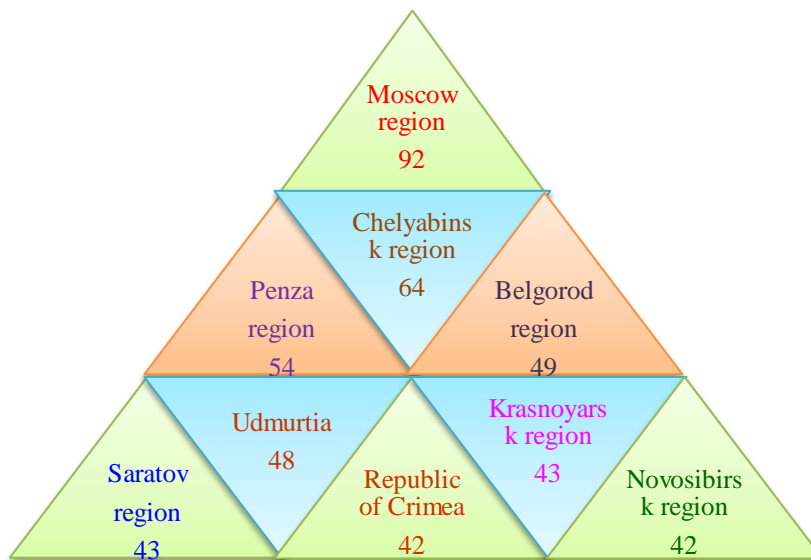 Moscow
region
92
Chelyabins
k region
64
Penza
region
54
Belgorod
region
49
Saratov
region
43
Udmurtia
48
Republic
of Crimea
42
Krasnoyars
k region
43
Novosibirs
k region
42